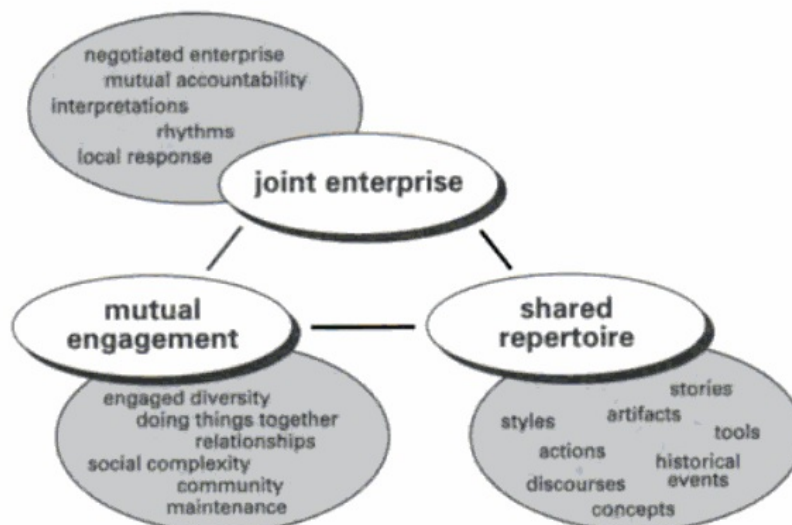 negotiated enterprise
mutual accountability
interpretations
rhythms
local response
joint enterprise
mutual
engagement
shared
repertoire
engaged diversity
doing things together
relationships
social complexity
community
maintenance
stories
styles
artifacts
tools
actions
historical
events
discourses
concepts